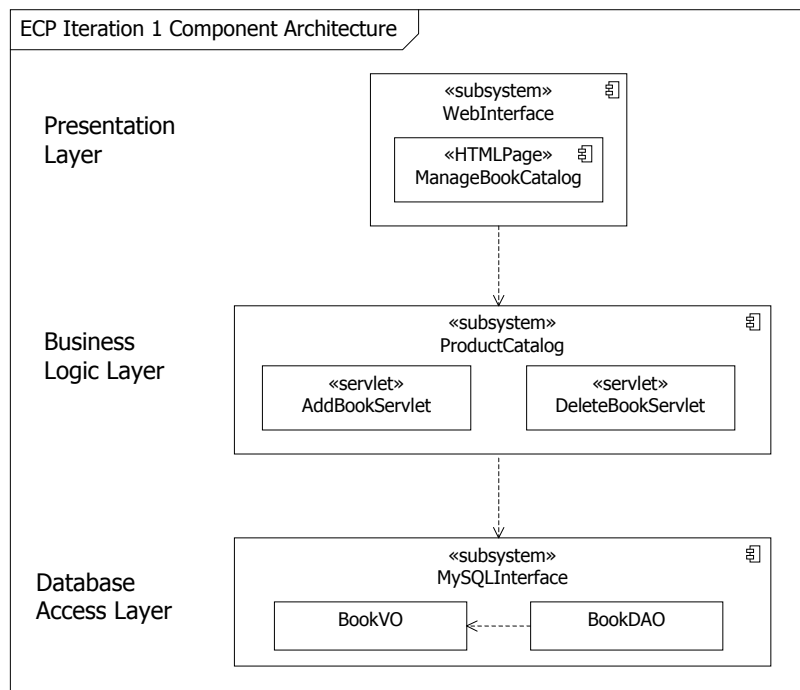 ECP Iteration 1 Component Architecture
Presentation
Layer
«subsystem»
WebInterface
«HTMLPage»
ManageBookCatalog
Business
Logic Layer
«subsystem»
ProductCatalog
«servlet»
AddBookServlet
«servlet»
DeleteBookServlet
Database
Access Layer
«subsystem»
MySQLInterface
BookVO
BookDAO